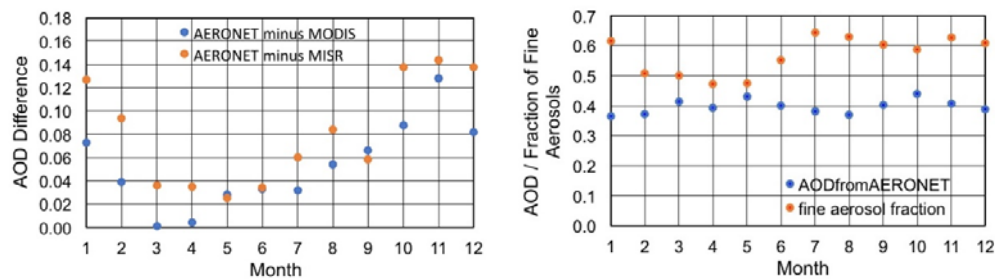 0.18
0.16
0.14
0.12
0.10
0.08
0.06
0.04
0.02
0.00
AOD Difference
AERONET minus MODIS
AERONET minus MISR
1 2 3 4 5 6 7 8 9 10 11 12
Month
0.7
0.6
0.5
0.4
0.3
0.2
0.1
0.0
AOD / Fraction of Fine
Aerosols
AODfromAERONET
fine aerosol fraction
1 2 3 4 5 6 7 8 9 10 11 12
Month